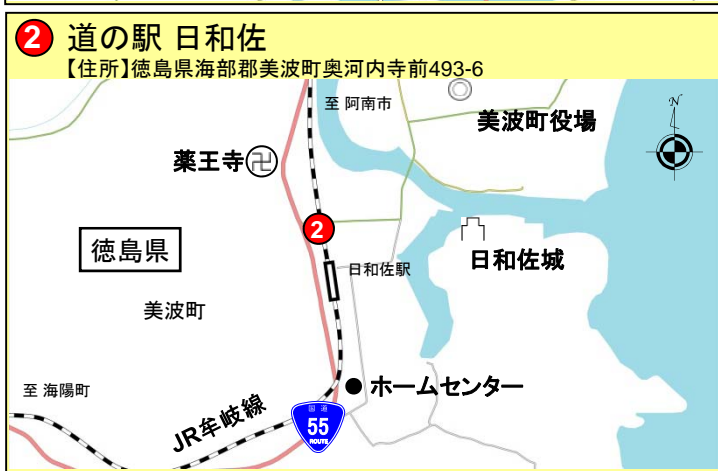 2 道の駅 日和佐
【住所】徳島県海部郡美波町奥河内寺前493-6
至 阿南市
美波町役場
N
薬王寺
卍
2
徳島県
日和佐駅
日和佐城
美波町
至 海陽町
ホームセンター
JR牟岐線
国道
55
ROUTE